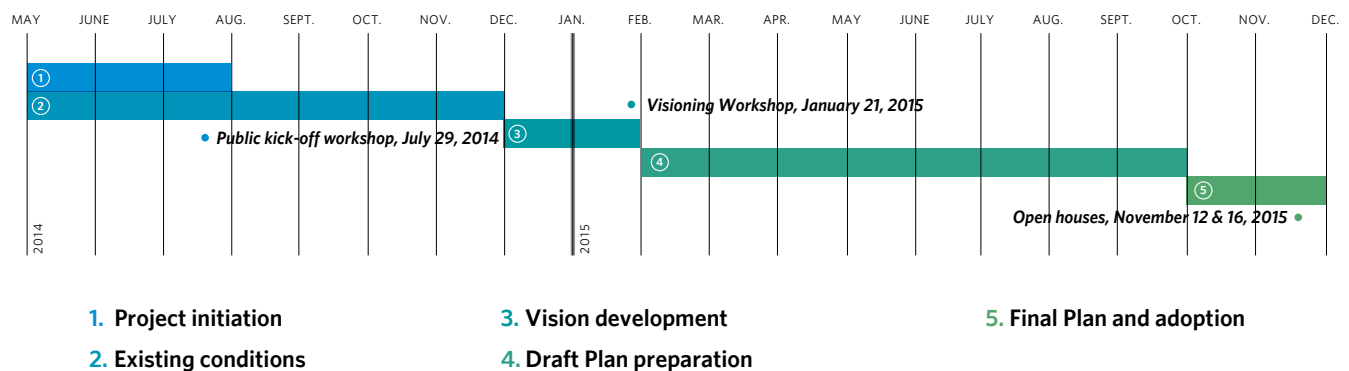 MAY JUNE JULY AUG. SEPT. OCT. NOV. DEC. JAN. FEB. MAR. APR. MAY JUNE JULY AUG. SEPT. OCT. NOV. DEC.
1
2
Visioning Workshop, January 21, 2015
Public kick-off workshop, July 29, 2014
3
4
5
Open houses, November 12 & 16, 2015
2014
2015
1. Project initiation
2. Existing conditions
3. Vision development
4. Draft Plan preparation
5. Final Plan and adoption